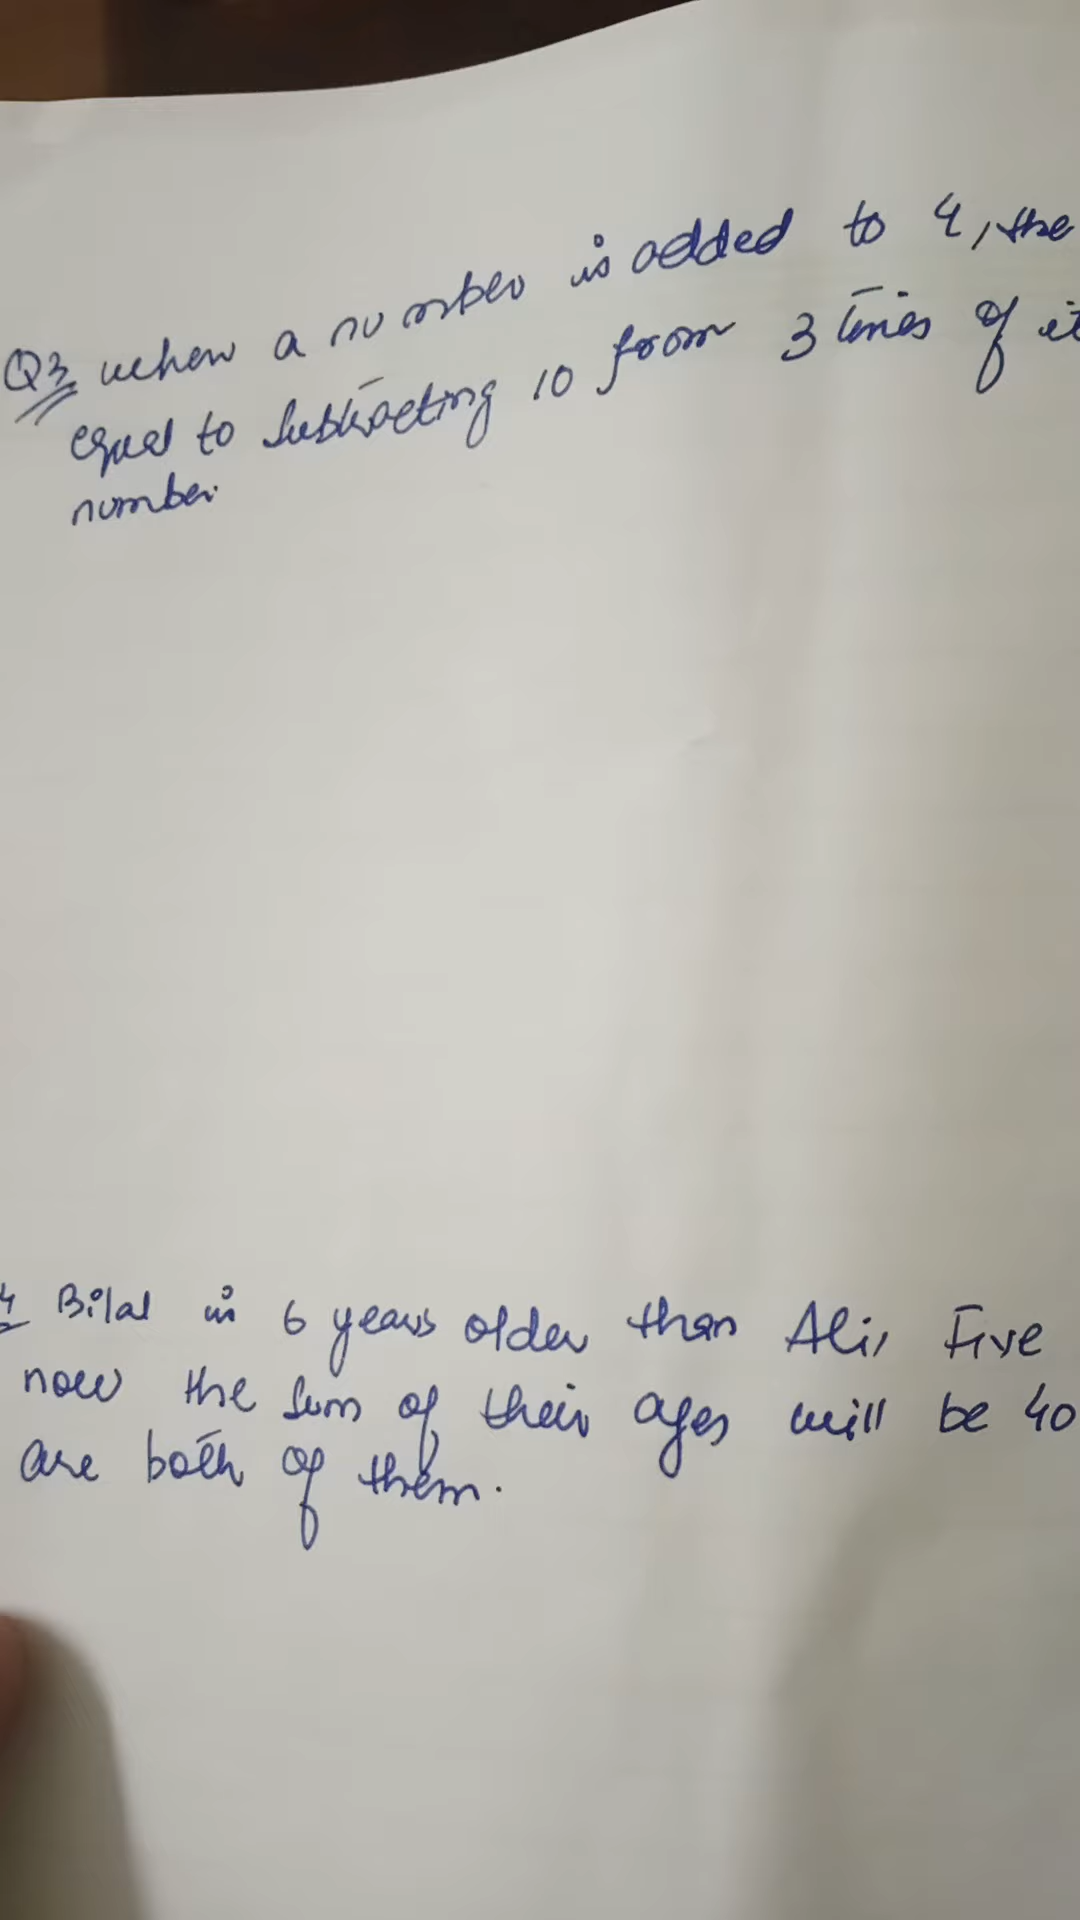 Q3 when a number is added to 4, the
equal to Subtracting 10 from 3 times of it
number.
4 Bilal is 6 years older than Ali, Five
now the Sum of their ages will be 40
are both of them.